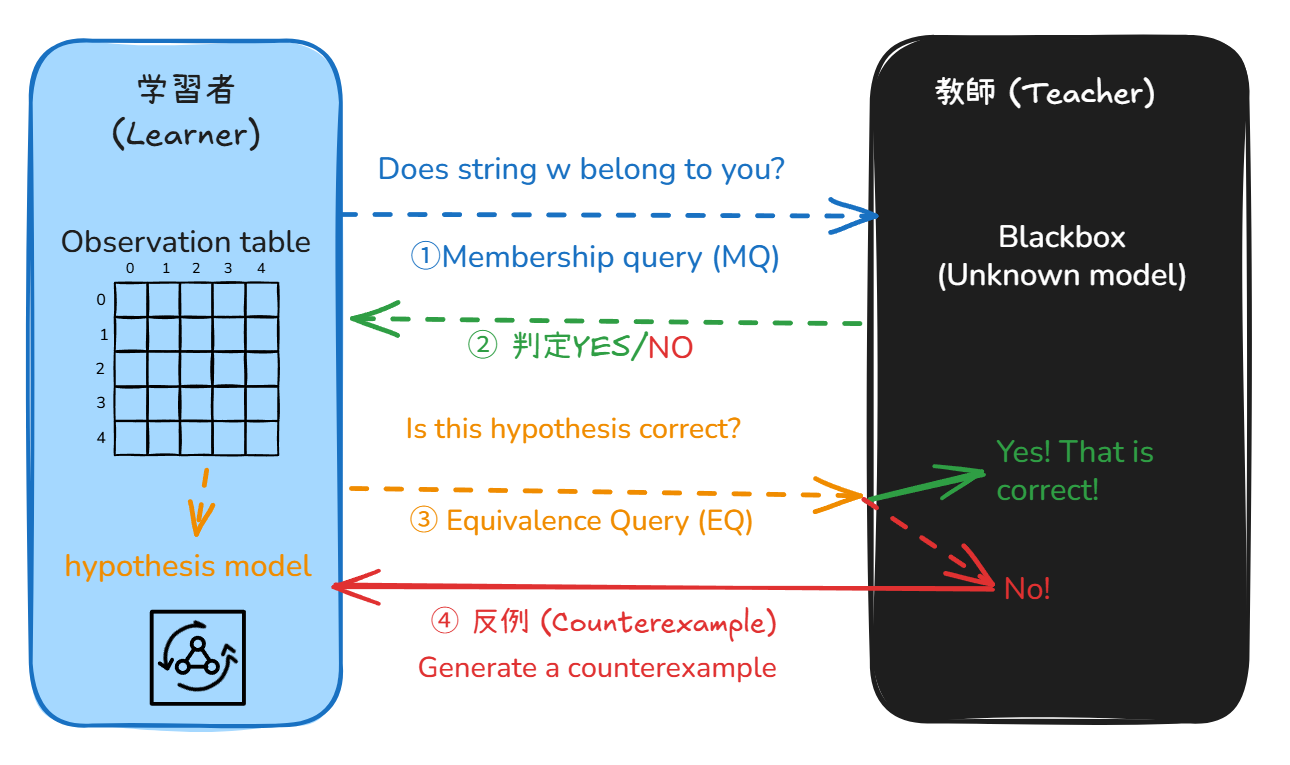 学習者
(Learner)
Observation table
0 1 2 3 4
0
1
2
3
4
hypothesis model
Does string w belong to you?
①Membership query (MQ)
② 判定YES/NO
Is this hypothesis correct?
③ Equivalence Query (EQ)
④ 反例 (Counterexample)
Generate a counterexample
教師 (Teacher)
Blackbox
(Unknown model)
Yes! That is
correct!
No!